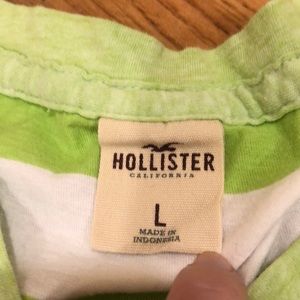 HOLLISTER
CALIFORNIA
L
MADE IN
INDONESIA